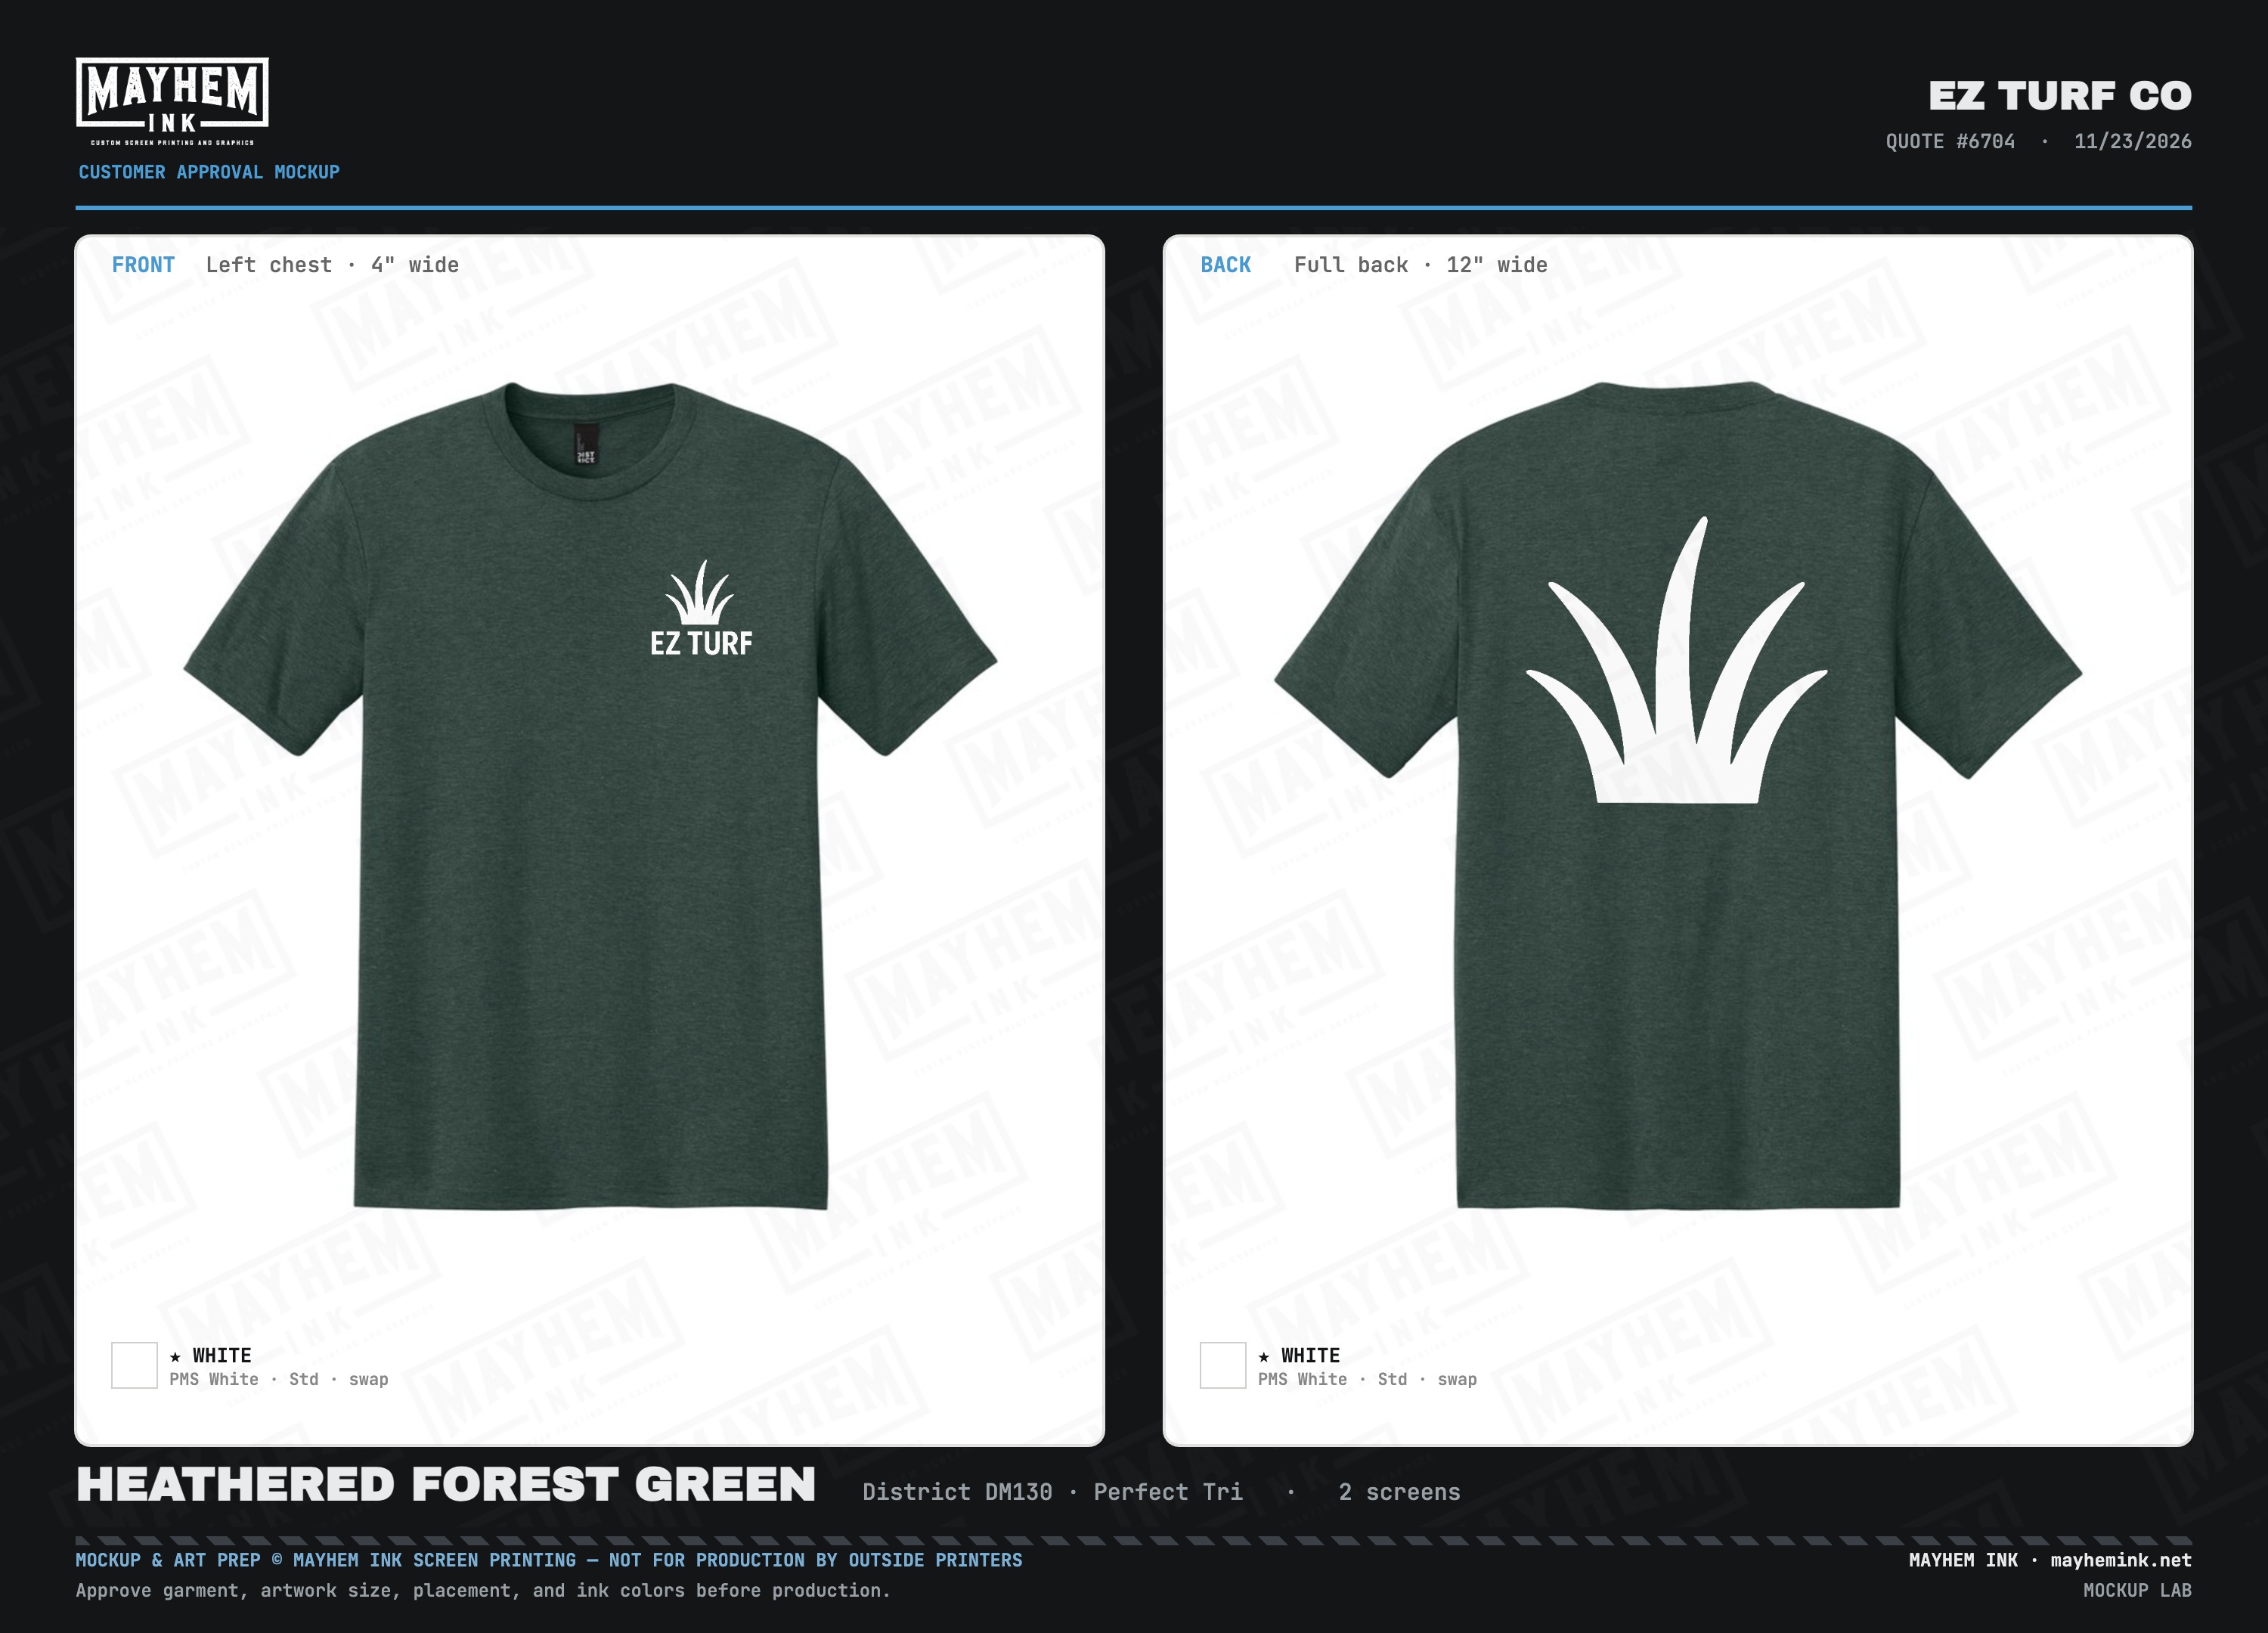 MAYHEM
INK
CUSTOM SCREEN PRINTING AND GRAPHICS
CUSTOMER APPROVAL MOCKUP
EZ TURF CO
QUOTE #6704 · 11/23/2026
FRONT Left chest · 4" wide
DISTRICT
EZ TURF
★ WHITE
PMS White · Std · swap
BACK Full back · 12" wide
★ WHITE
PMS White · Std · swap
HEATHERED FOREST GREEN District DM130 · Perfect Tri · 2 screens
MOCKUP & ART PREP © MAYHEM INK SCREEN PRINTING — NOT FOR PRODUCTION BY OUTSIDE PRINTERS
Approve garment, artwork size, placement, and ink colors before production.
MAYHEM INK · mayhemink.net
MOCKUP LAB